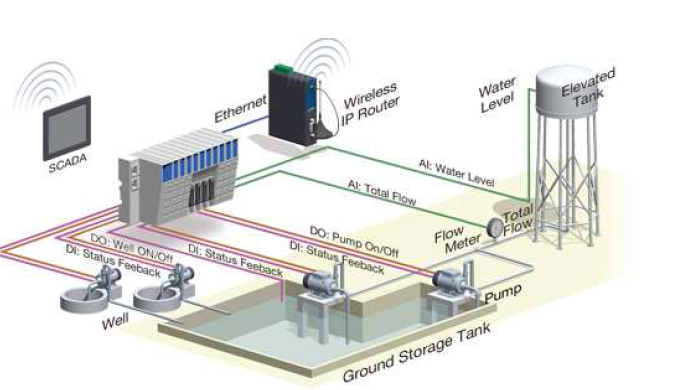 SCADA
Ethernet
Wireless
IP Router
Water
Level
Elevated
Tank
AI: Water Level
AI: Total Flow
Flow
Meter
Total
Flow
DO: Well ON/Off
DI: Status Feeback
DI: Status Feeback
DO: Pump On/Off
DI: Status Feeback
Well
Pump
Ground Storage Tank